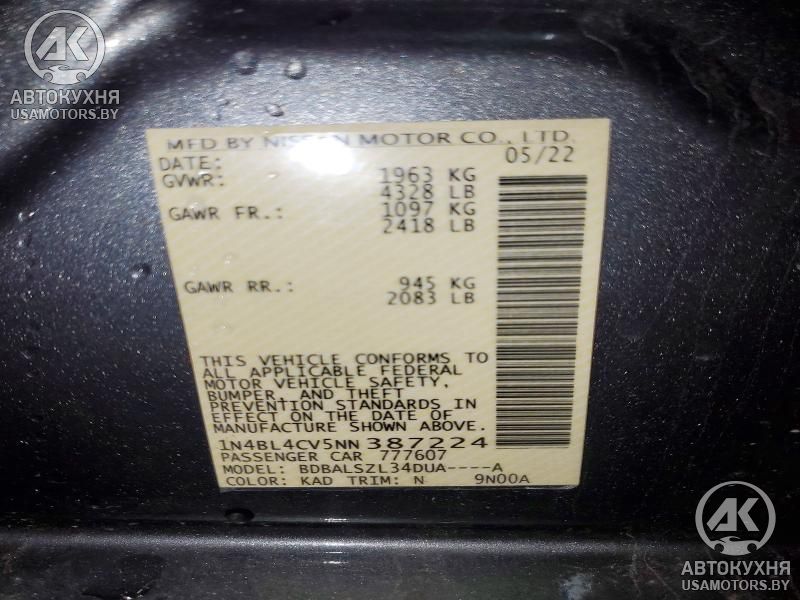 АК
АВТОКУХНЯ
USAMOTORS.BY
MFD BY NISSAN MOTOR CO., LTD.
DATE: 05/22
GVWR: 1963 KG
4328 LB
GAWR FR.: 1097 KG
2418 LB
GAWR RR.: 945 KG
2083 LB
THIS VEHICLE CONFORMS TO
ALL APPLICABLE FEDERAL
MOTOR VEHICLE SAFETY,
BUMPER, AND THEFT
PREVENTION STANDARDS IN
EFFECT ON THE DATE OF
MANUFACTURE SHOWN ABOVE.
1N4BL4CV5NN387224
PASSENGER CAR 777607
MODEL: BDBALSZL34DUA----A
COLOR: KAD TRIM: N 9N00A
АК
АВТОКУХНЯ
USAMOTORS.BY